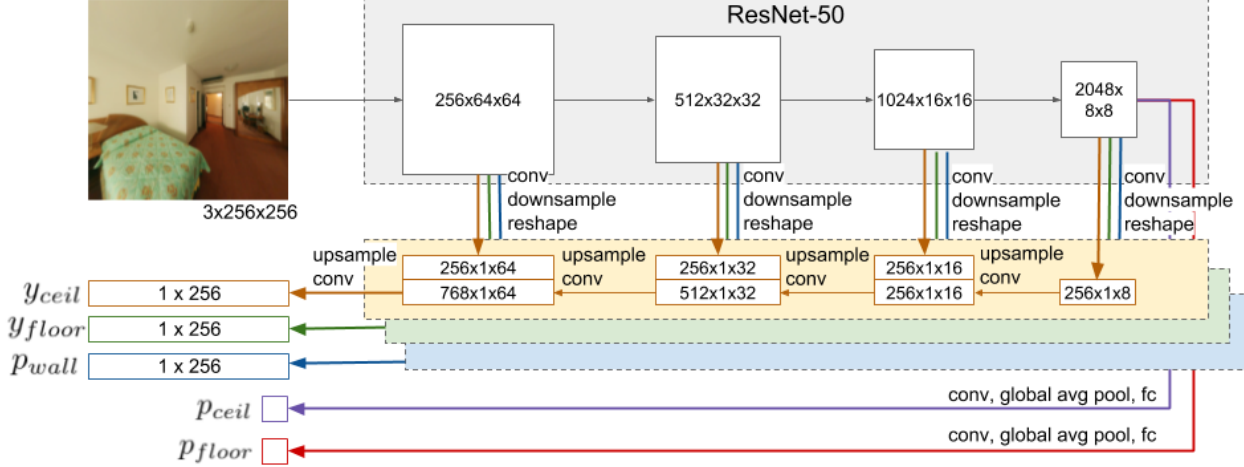 ResNet-50
256x64x64
512x32x32
1024x16x16
2048x
8x8
3x256x256
conv
downsample
reshape
conv
downsample
reshape
conv
downsample
reshape
conv
downsample
reshape
upsample
conv
256x1x64
768x1x64
upsample
conv
256x1x32
512x1x32
upsample
conv
256x1x16
256x1x16
upsample
conv
256x1x8
y_ceil
1 x 256
y_floor
1 x 256
p_wall
1 x 256
p_ceil
conv, global avg pool, fc
p_floor
conv, global avg pool, fc